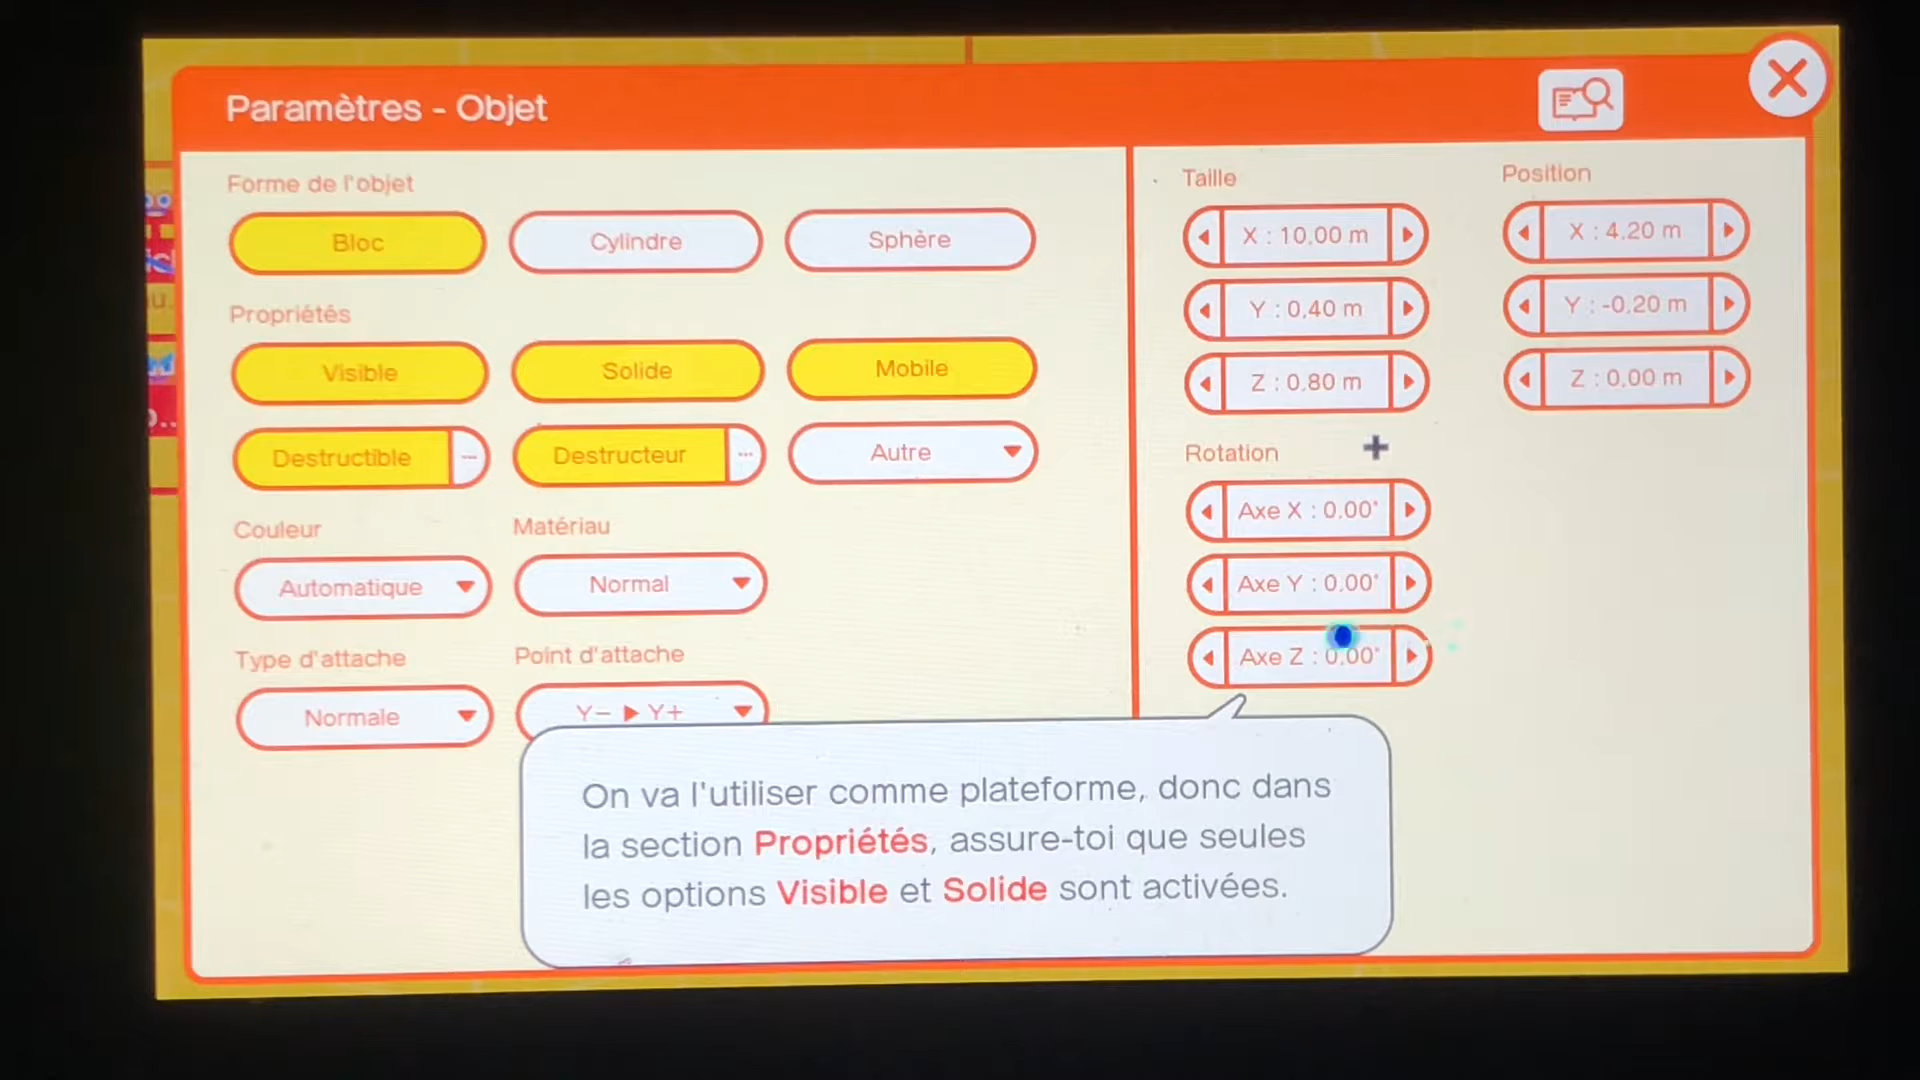 Paramètres - Objet
Forme de l'objet
Bloc
Cylindre
Sphère
Propriétés
Visible
Solide
Mobile
Destructible
...
Destructeur
...
Autre
Couleur
Matériau
Automatique
Normal
Type d'attache
Point d'attache
Normale
Y- ▶ Y+
Taille
X : 10,00 m
Y : 0,40 m
Z : 0,80 m
Position
X : 4,20 m
Y : -0,20 m
Z : 0,00 m
Rotation
Axe X : 0,00°
Axe Y : 0,00°
Axe Z : 0,00°
On va l'utiliser comme plateforme, donc dans
la section Propriétés, assure-toi que seules
les options Visible et Solide sont activées.